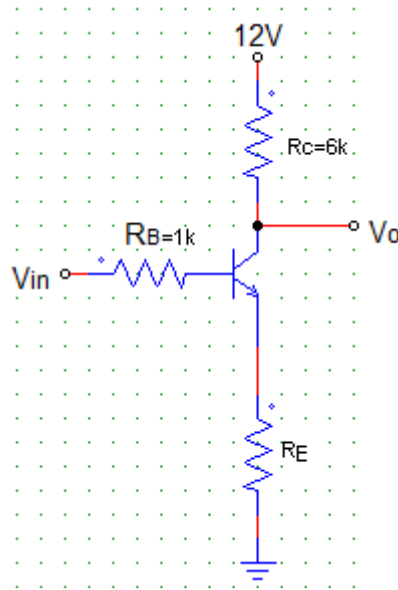 12V
Rc=6k
Vo
RB=1k
Vin
RE